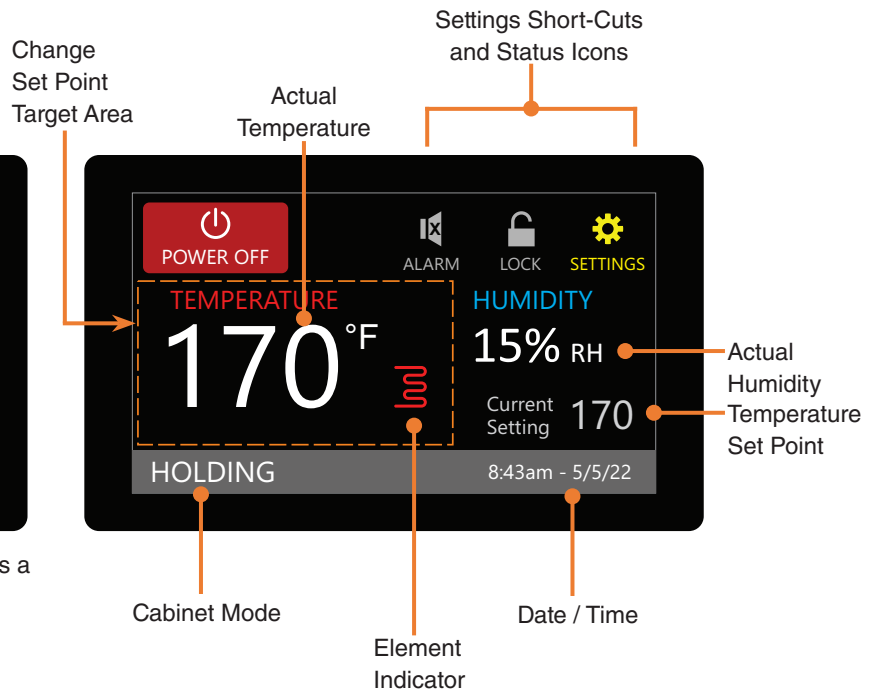 Settings Short-Cuts
and Status Icons
Change
Set Point
Target Area
Actual
Temperature
POWER OFF
X
ALARM
LOCK
SETTINGS
TEMPERATURE
170°F
HUMIDITY
15% RH
Current
Setting
170
Actual
Humidity
Temperature
Set Point
HOLDING
8:43am - 5/5/22
s a
Cabinet Mode
Date / Time
Element
Indicator